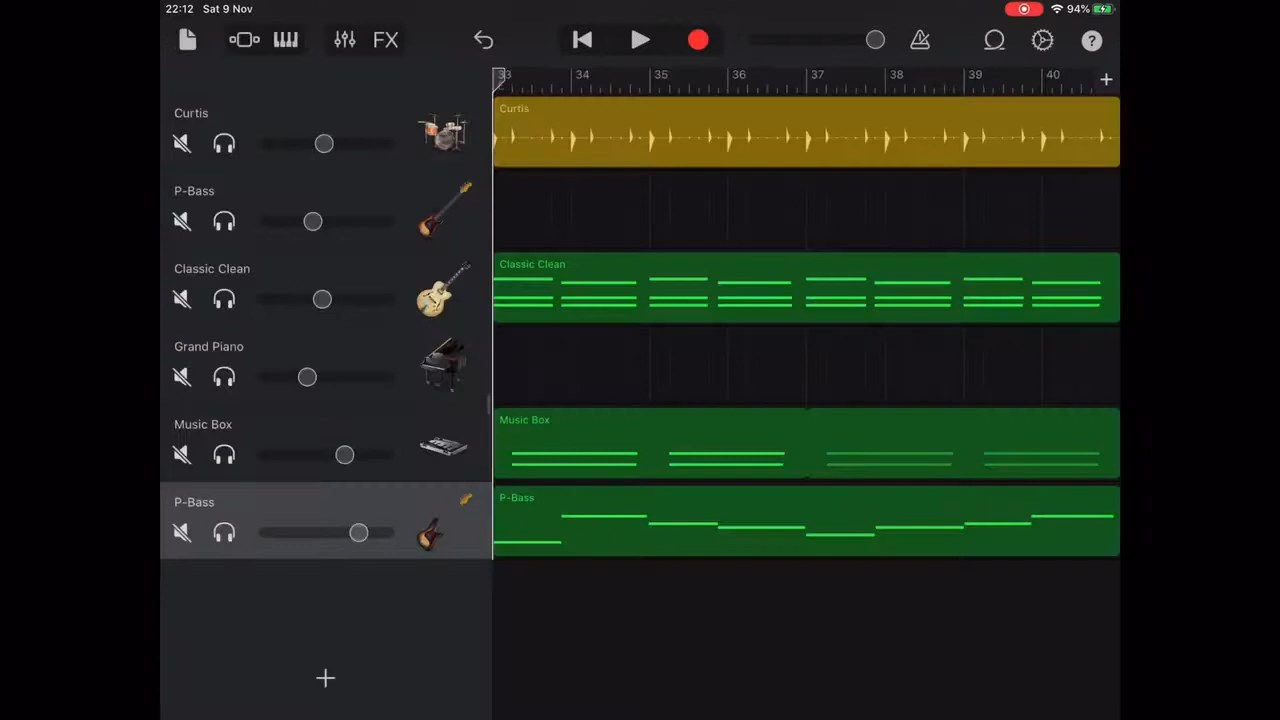 22:12 Sat 9 Nov 94%
FX ?
33 34 35 36 37 38 39 40 +
Curtis
Curtis
P-Bass
Classic Clean
Classic Clean
Grand Piano
Music Box
Music Box
P-Bass
P-Bass